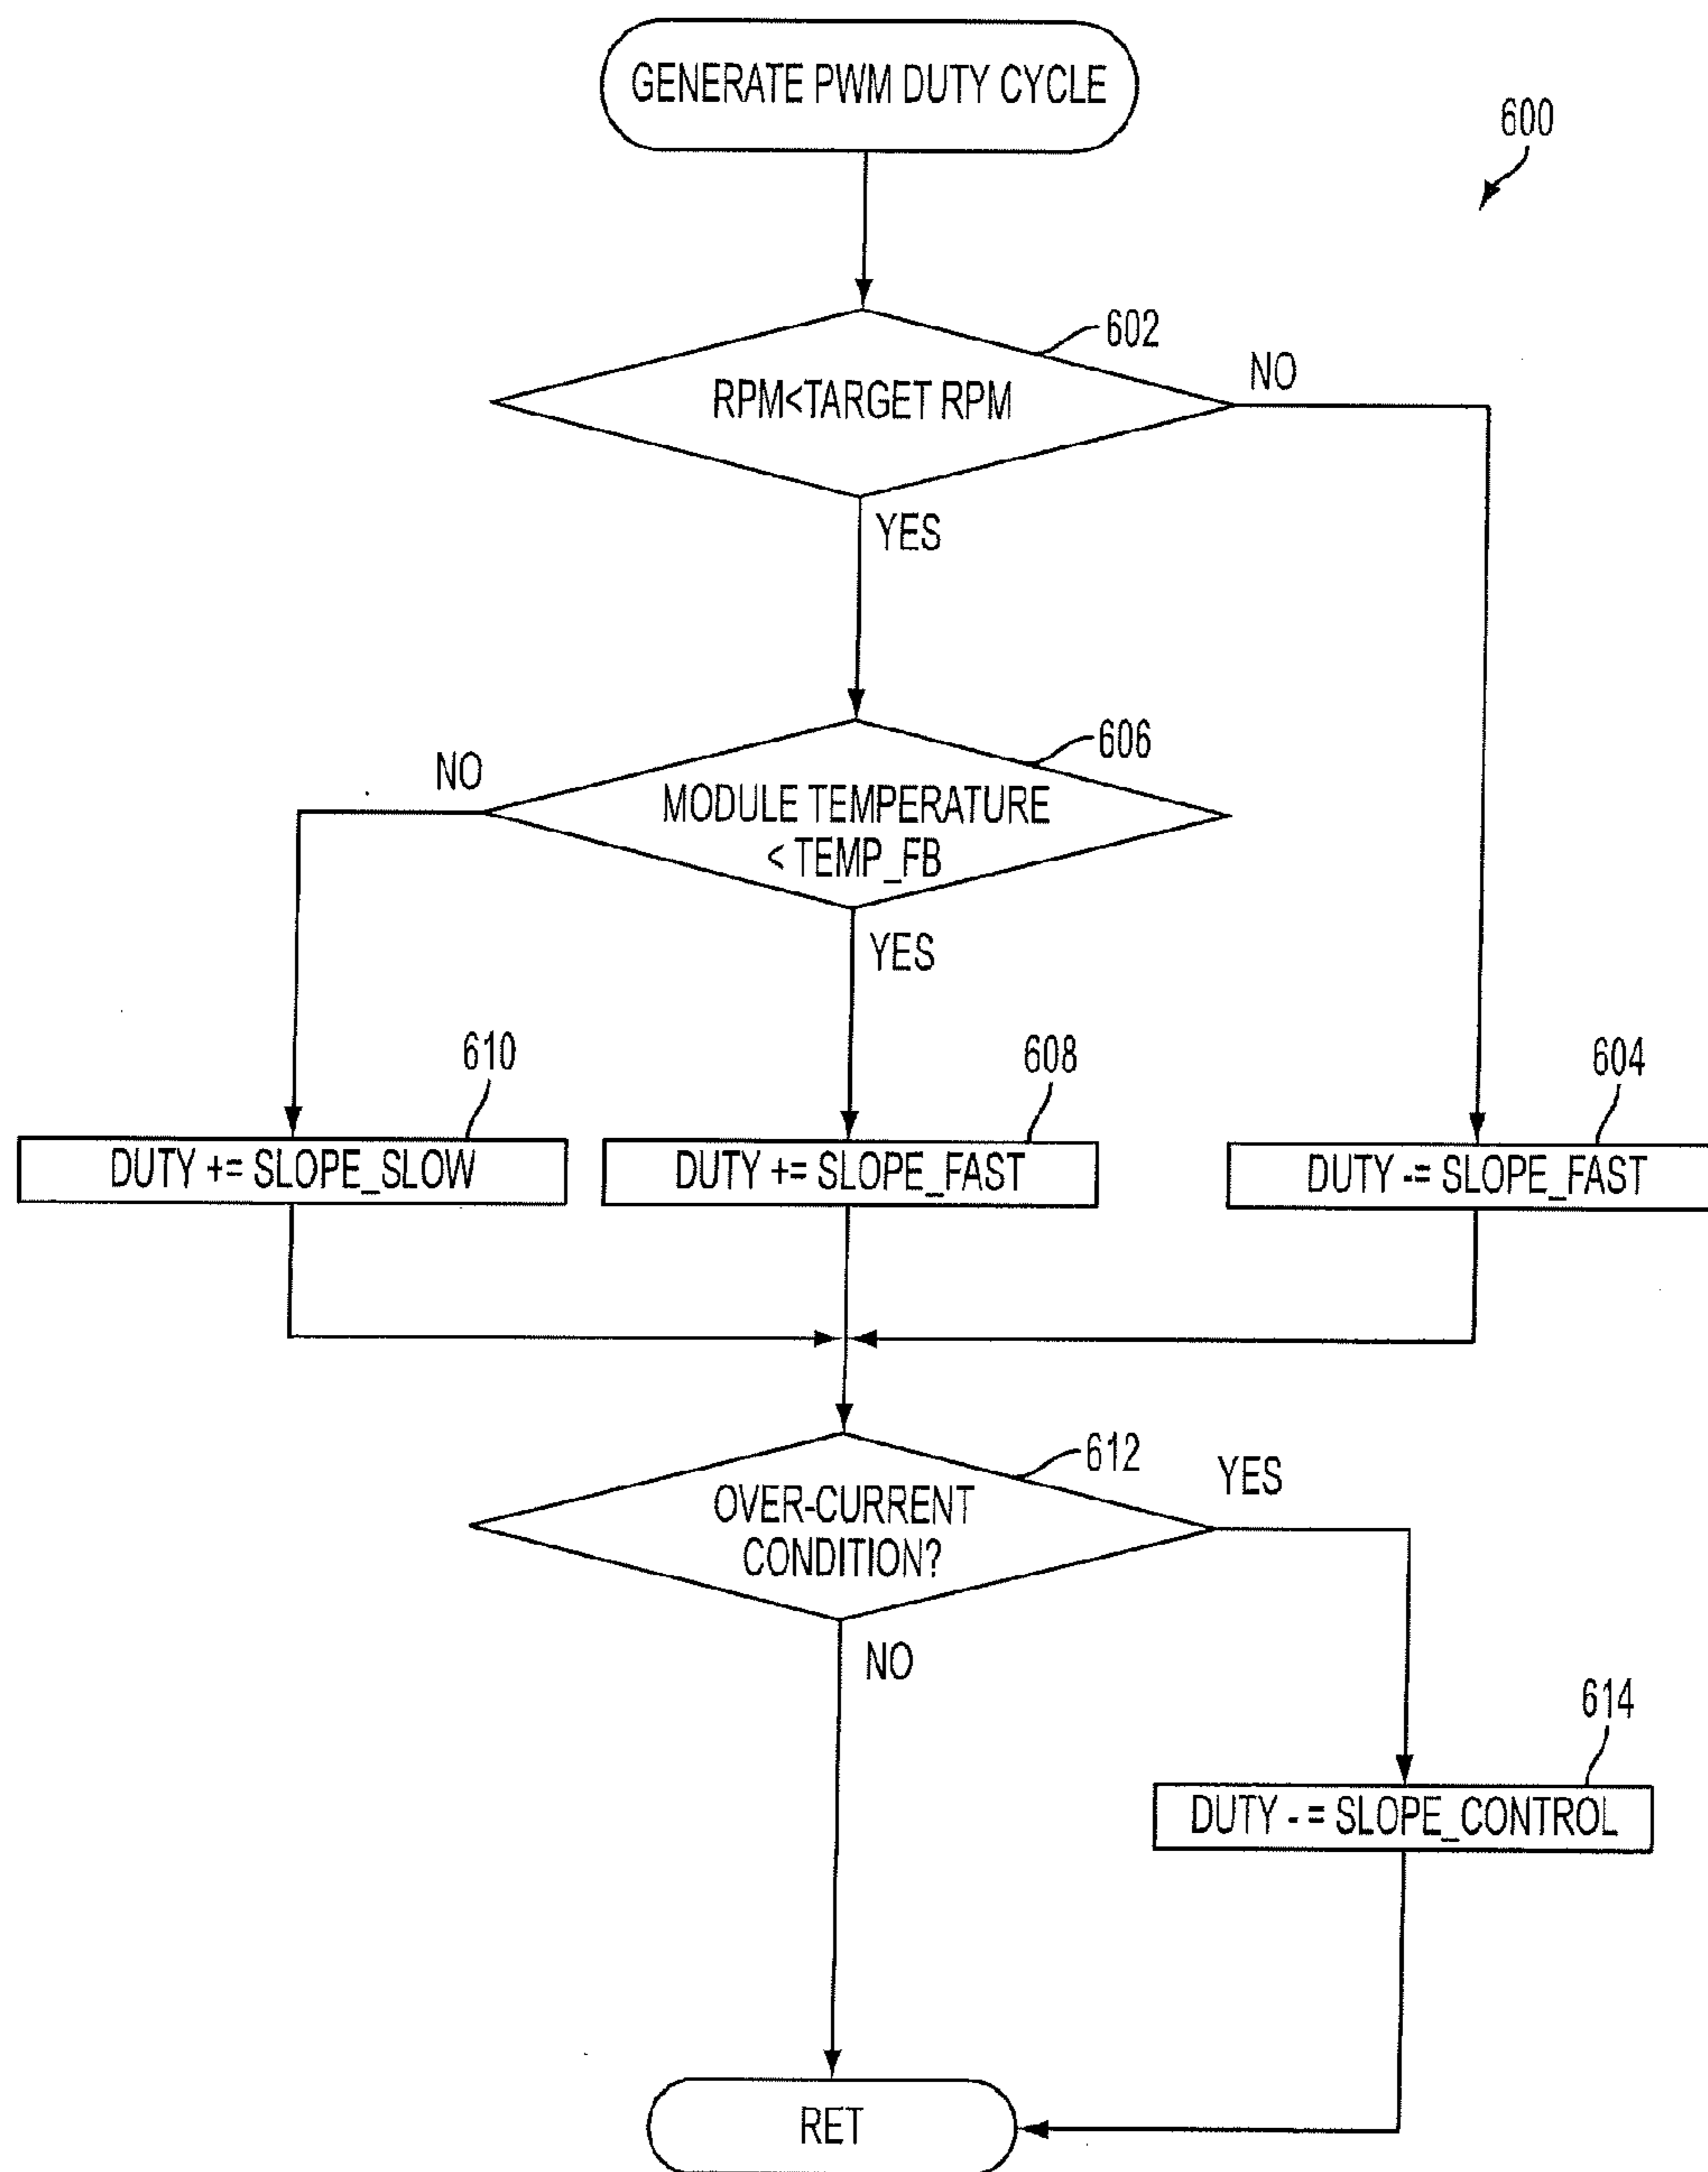 GENERATE PWM DUTY CYCLE
600
602
RPM<TARGET RPM
NO
YES
606
NO
MODULE TEMPERATURE
< TEMP_FB
YES
610
608
604
DUTY += SLOPE_SLOW
DUTY += SLOPE_FAST
DUTY -= SLOPE_FAST
612
YES
OVER-CURRENT
CONDITION?
NO
614
DUTY - = SLOPE_CONTROL
RET